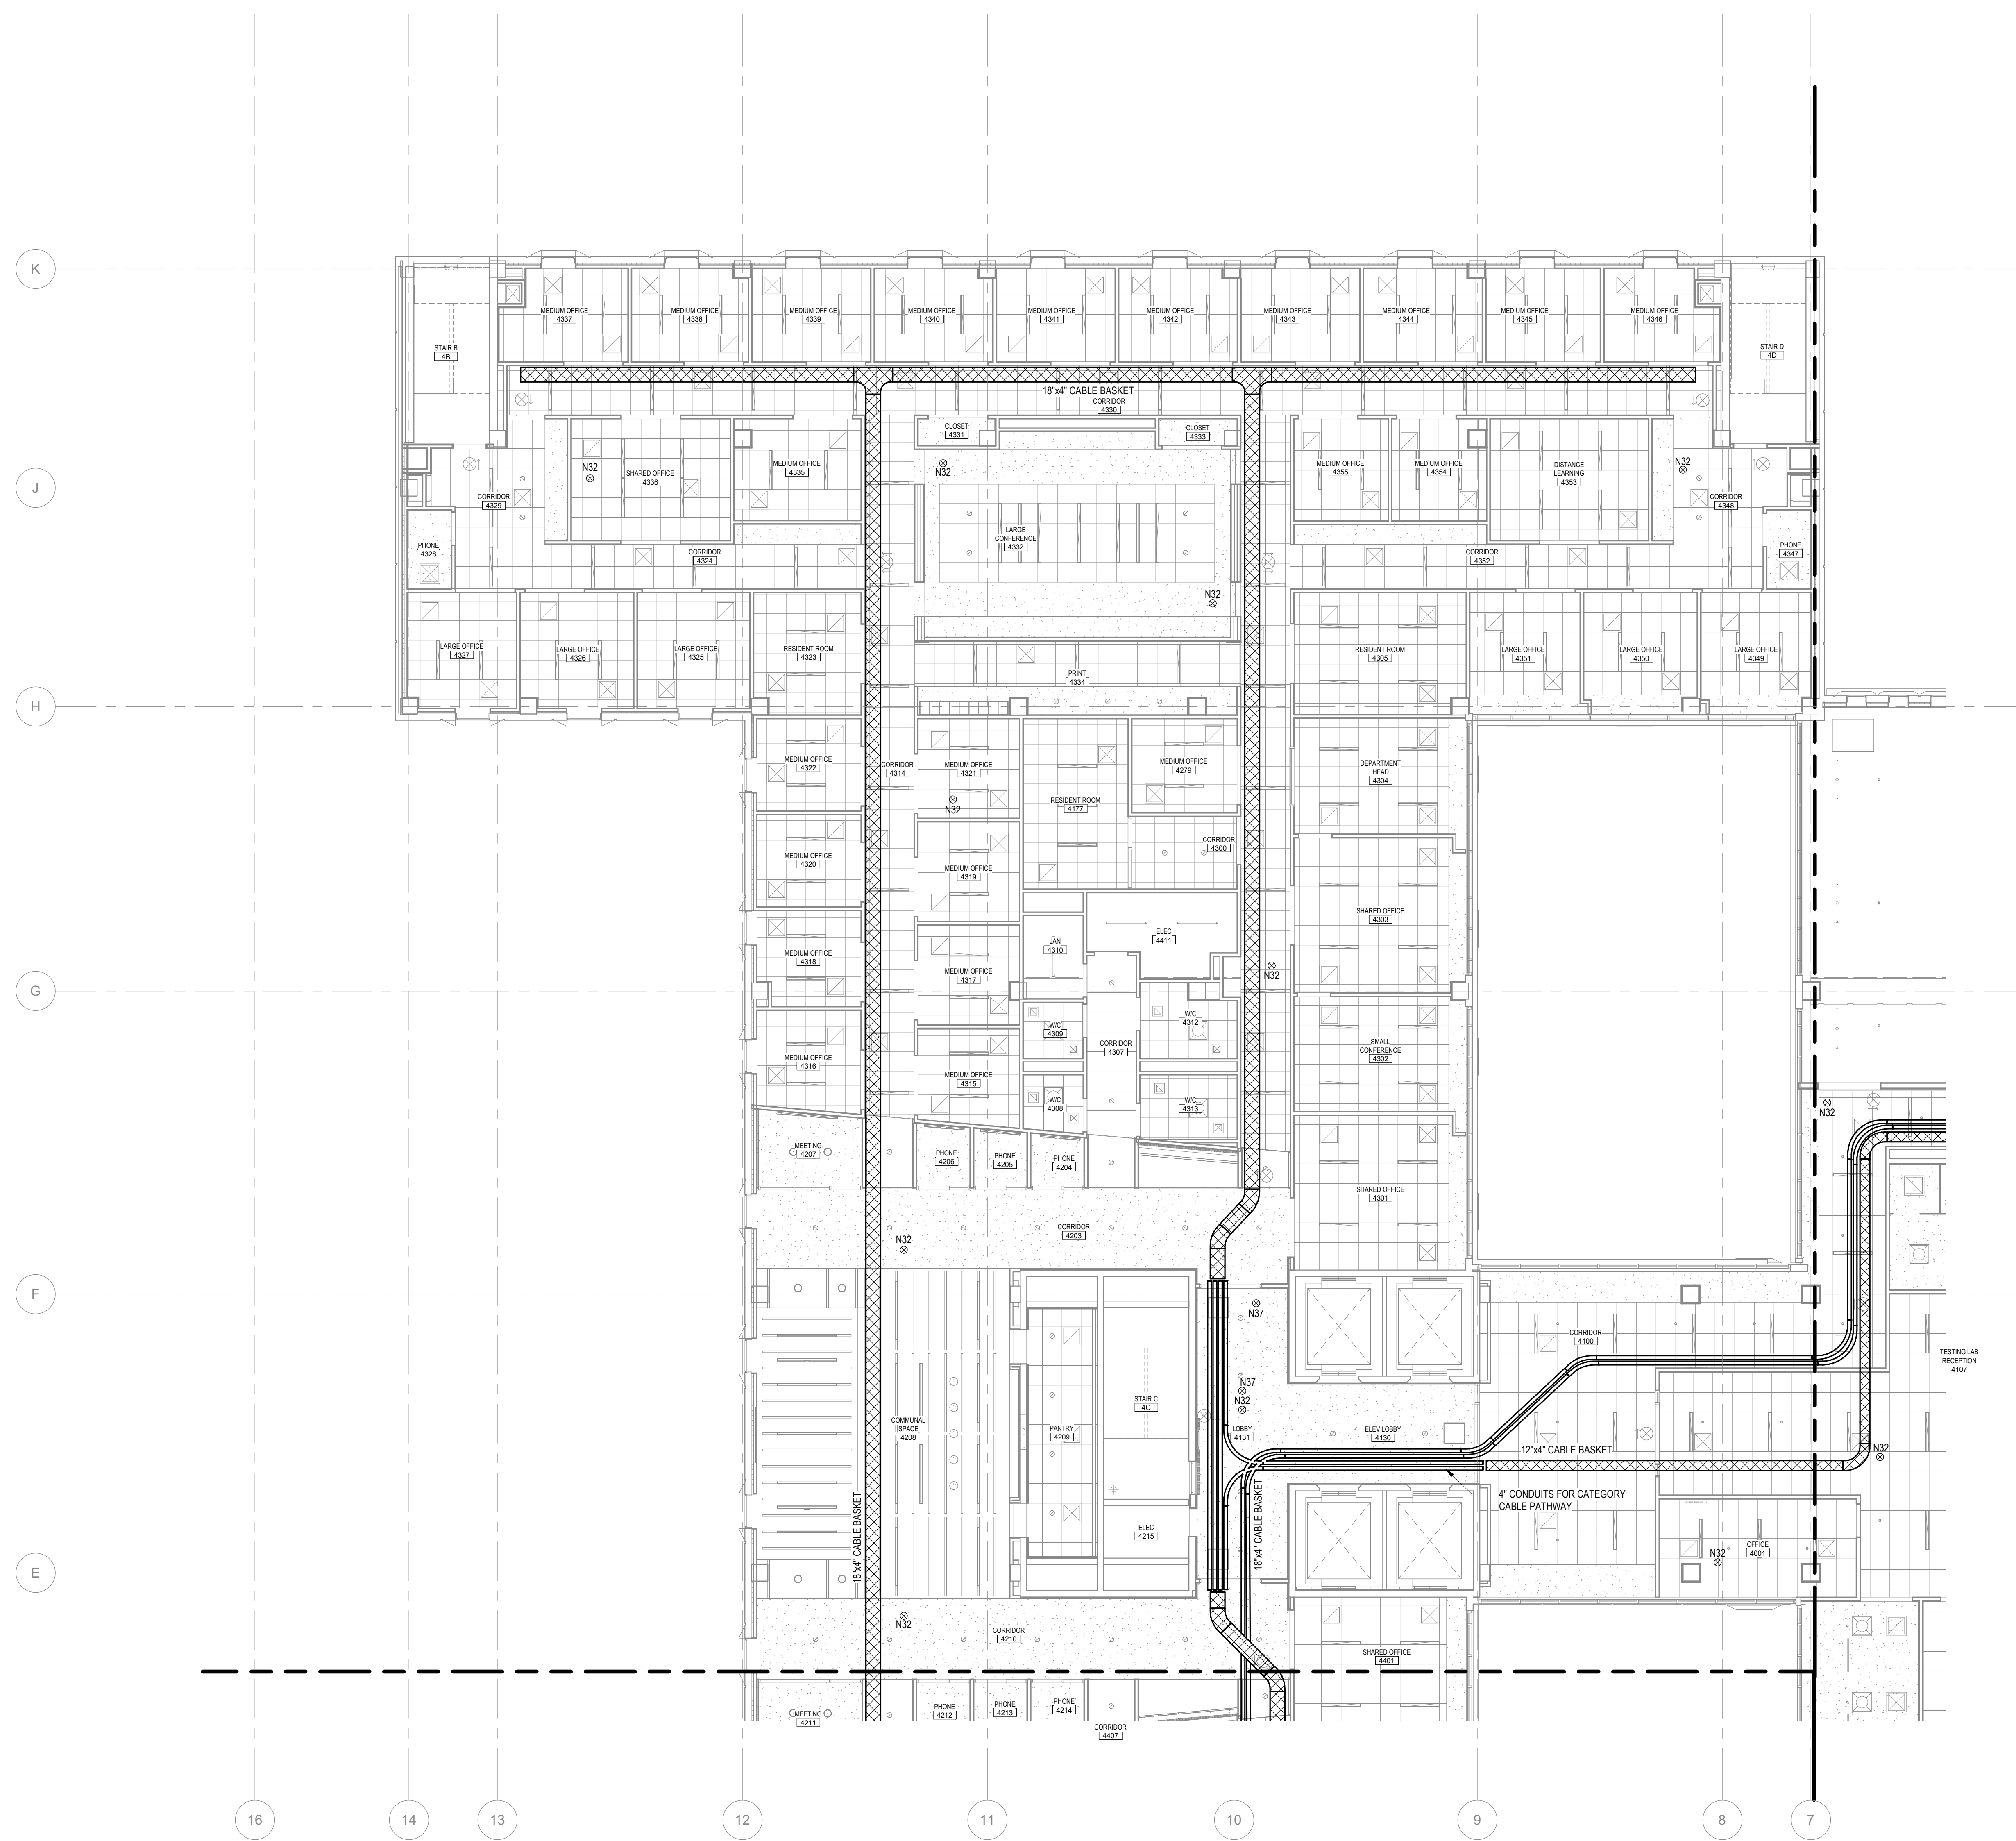 K
MEDIUM OFFICE
4337
MEDIUM OFFICE
4338
MEDIUM OFFICE
4339
MEDIUM OFFICE
4340
MEDIUM OFFICE
4341
MEDIUM OFFICE
4342
MEDIUM OFFICE
4343
MEDIUM OFFICE
4344
MEDIUM OFFICE
4345
MEDIUM OFFICE
4346
STAIR B
4B
STAIR D
4D
18"x4" CABLE BASKET
CORRIDOR
4330
CLOSET
4331
CLOSET
4333
N32
SHARED OFFICE
4336
MEDIUM OFFICE
4335
N32
MEDIUM OFFICE
4355
MEDIUM OFFICE
4354
DISTANCE
LEARNING
4353
N32
J
CORRIDOR
4329
CORRIDOR
4348
LARGE
CONFERENCE
4332
PHONE
4328
CORRIDOR
4324
CORRIDOR
4352
PHONE
4347
N32
LARGE OFFICE
4327
LARGE OFFICE
4326
LARGE OFFICE
4325
RESIDENT ROOM
4323
PRINT
4334
RESIDENT ROOM
4305
LARGE OFFICE
4351
LARGE OFFICE
4350
LARGE OFFICE
4349
H
MEDIUM OFFICE
4322
CORRIDOR
4314
MEDIUM OFFICE
4321
N32
RESIDENT ROOM
4177
MEDIUM OFFICE
4279
DEPARTMENT
HEAD
4304
MEDIUM OFFICE
4320
MEDIUM OFFICE
4319
CORRIDOR
4300
SHARED OFFICE
4303
MEDIUM OFFICE
4318
MEDIUM OFFICE
4317
JAN
4310
ELEC
4411
N32
G
W/C
4309
W/C
4312
CORRIDOR
4307
SMALL
CONFERENCE
4302
MEDIUM OFFICE
4316
MEDIUM OFFICE
4315
W/C
4308
W/C
4313
N32
MEETING
4207
PHONE
4206
PHONE
4205
PHONE
4204
SHARED OFFICE
4301
CORRIDOR
4203
N32
F
N37
CORRIDOR
4100
TESTING LAB
RECEPTION
4107
N37
N32
STAIR C
4C
COMMUNAL
SPACE
4208
PANTRY
4209
LOBBY
4131
ELEV LOBBY
4130
12"x4" CABLE BASKET
N32
4" CONDUITS FOR CATEGORY
CABLE PATHWAY
18"x4" CABLE BASKET
18"x4" CABLE BASKET
ELEC
4215
OFFICE
4001
N32
E
N32
CORRIDOR
4210
SHARED OFFICE
4401
MEETING
4211
PHONE
4212
PHONE
4213
PHONE
4214
CORRIDOR
4407
16
14
13
12
11
10
9
8
7